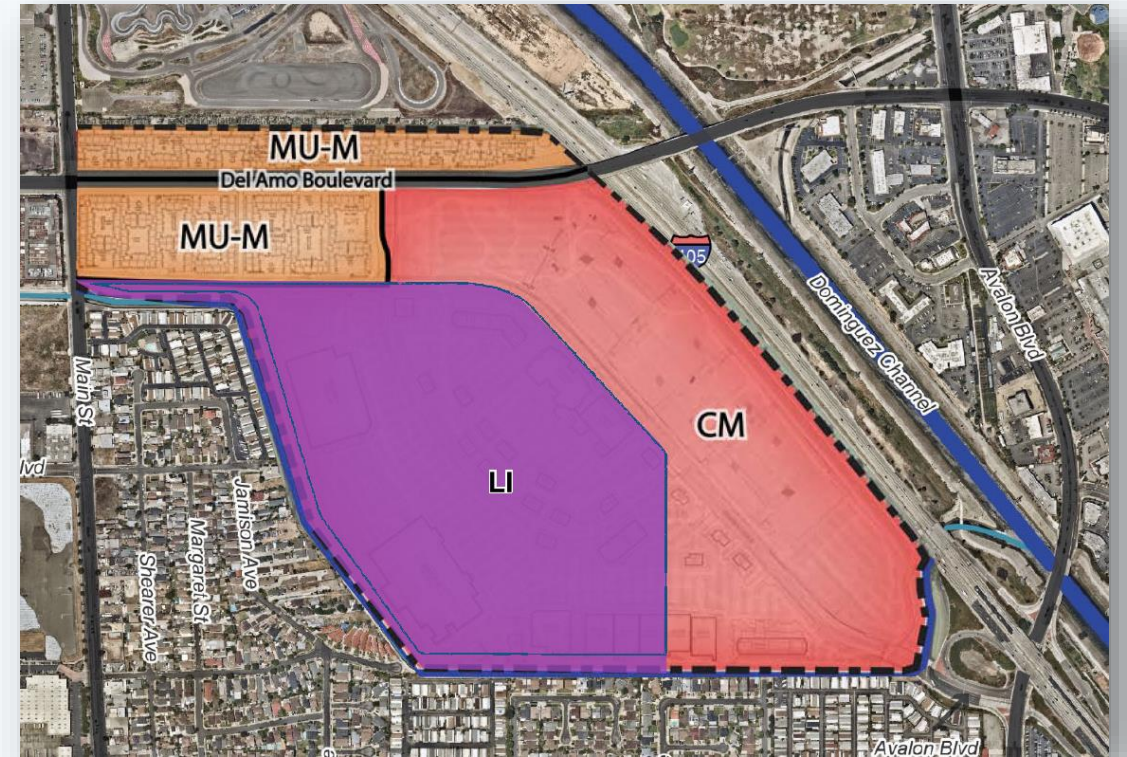 MU-M
Del Amo Boulevard
MU-M
405
Dominguez Channel
Avalon Blvd
Main St
CM
lvd
LI
Jamison Ave
Margaret St
Shearer Ave
Avalon Blvd
e